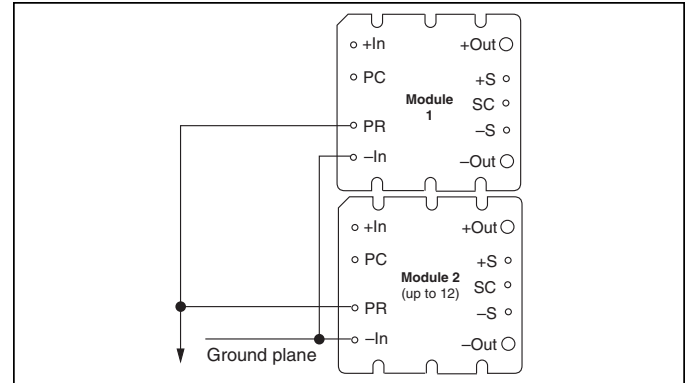 +In +Out
PC +S
Module
1
SC
PR –S
–In –Out
+In +Out
PC +S
Module 2
(up to 12)
SC
PR –S
–In –Out
Ground plane